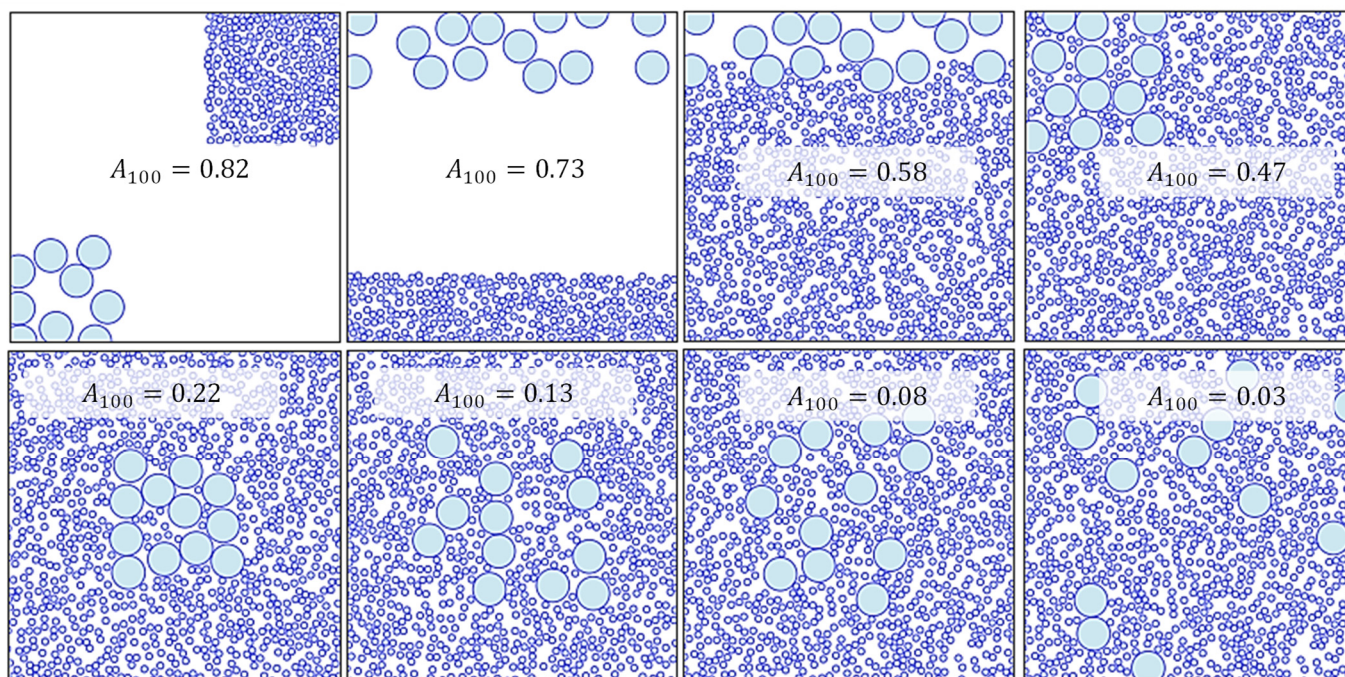 A₁₀₀ = 0.82
A₁₀₀ = 0.73
A₁₀₀ = 0.58
A₁₀₀ = 0.47
A₁₀₀ = 0.22
A₁₀₀ = 0.13
A₁₀₀ = 0.08
A₁₀₀ = 0.03